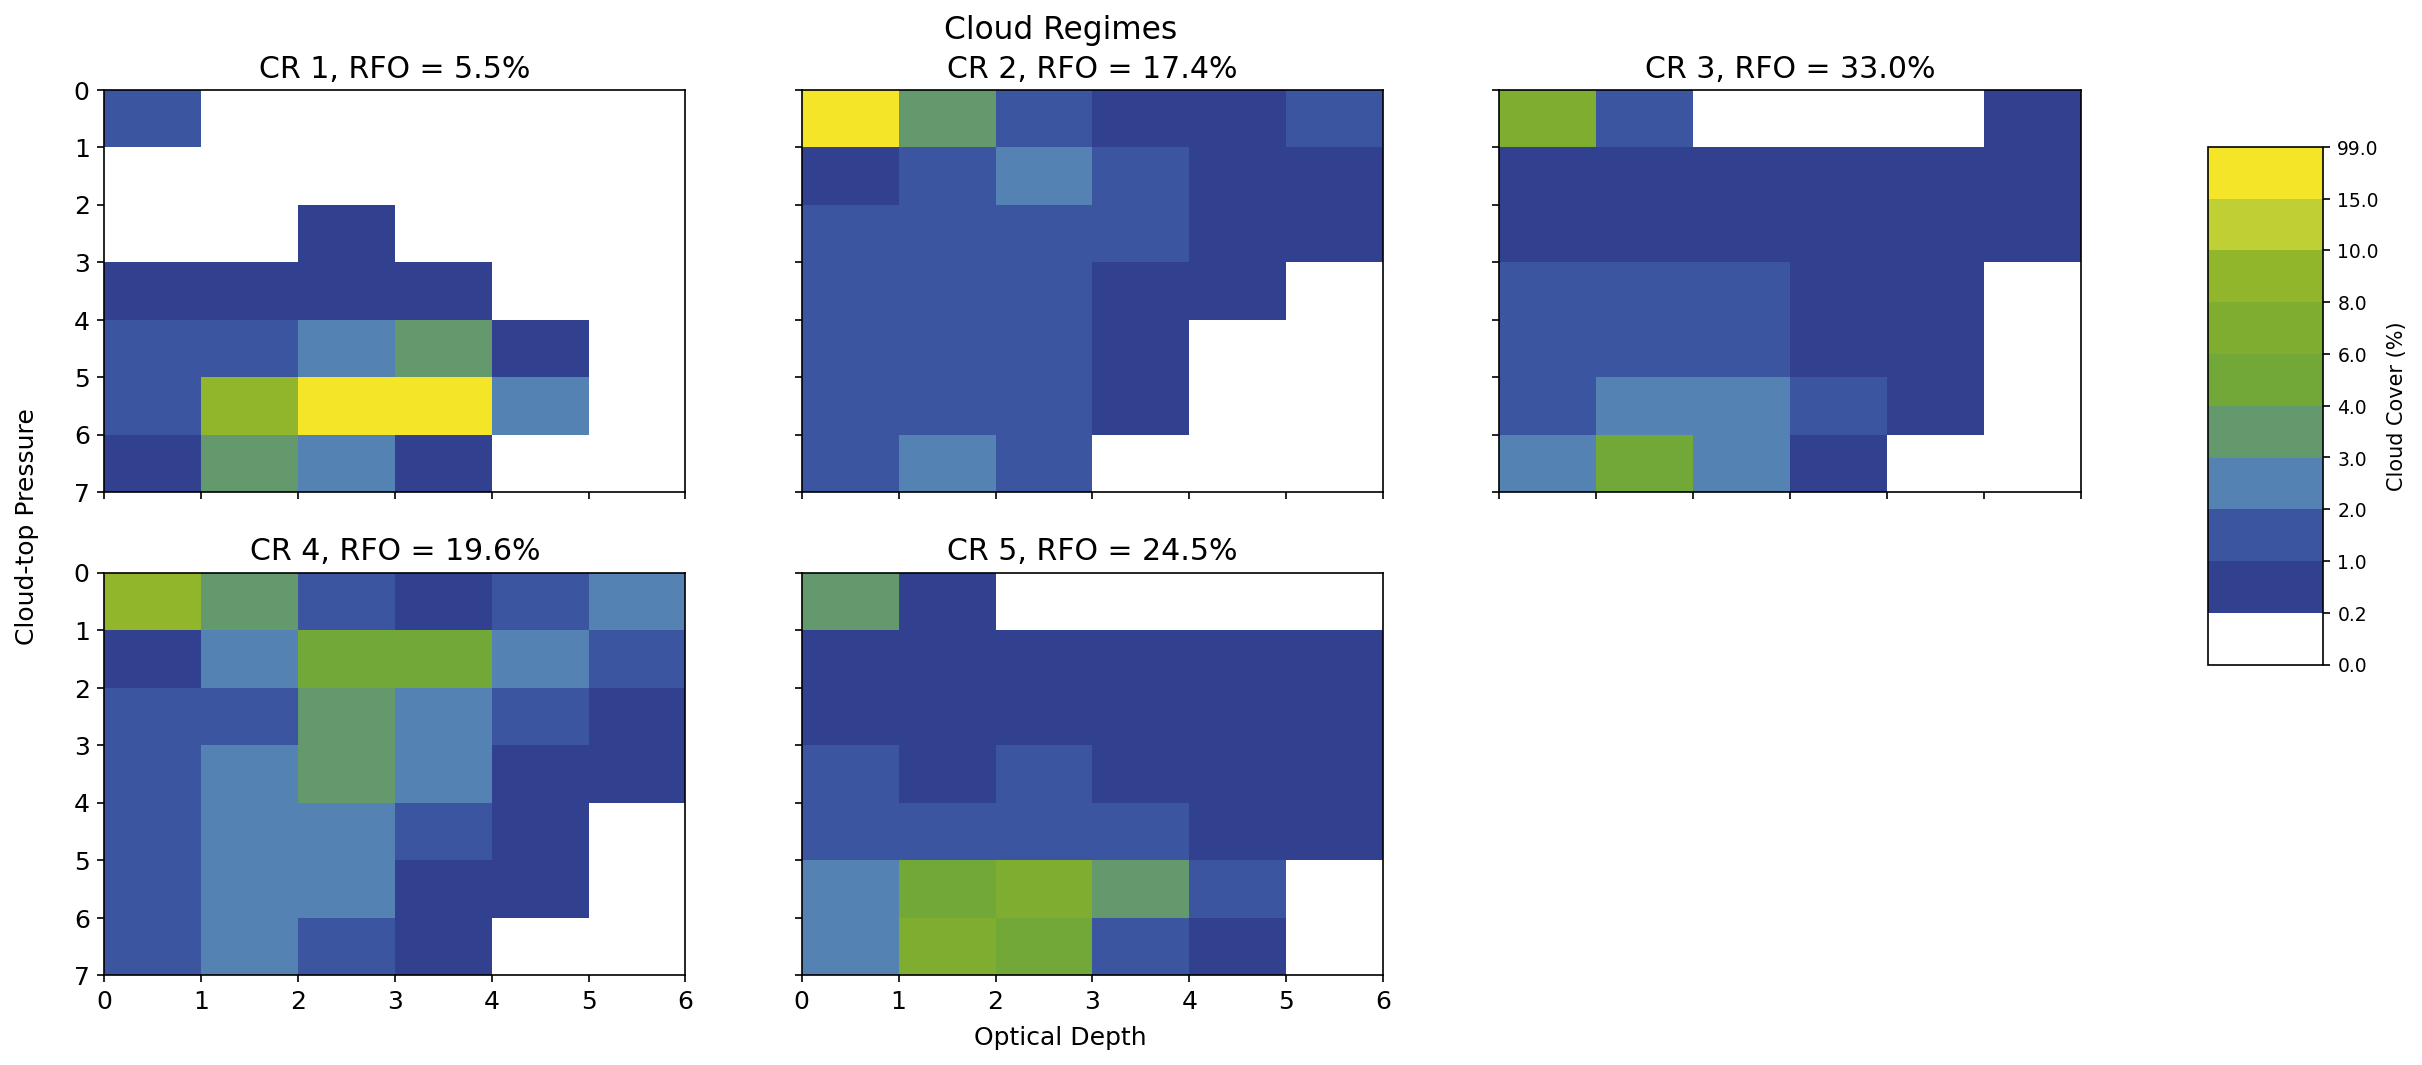 Cloud Regimes
CR 1, RFO = 5.5%
CR 2, RFO = 17.4%
CR 3, RFO = 33.0%
0
1
2
3
4
5
6
7
Cloud-top Pressure
CR 4, RFO = 19.6%
CR 5, RFO = 24.5%
0
1
2
3
4
5
6
7
0 1 2 3 4 5 6
0 1 2 3 4 5 6
Optical Depth
99.0
15.0
10.0
8.0
6.0
4.0
3.0
2.0
1.0
0.2
0.0
Cloud Cover (%)